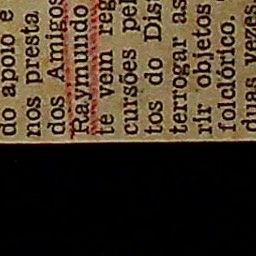 do apoio e
nos presta
dos Amigos
Raymundo
te vem reg
cursões pe
tos do Dis
terrogar as
rir objetos
folclórico.
duas vezes